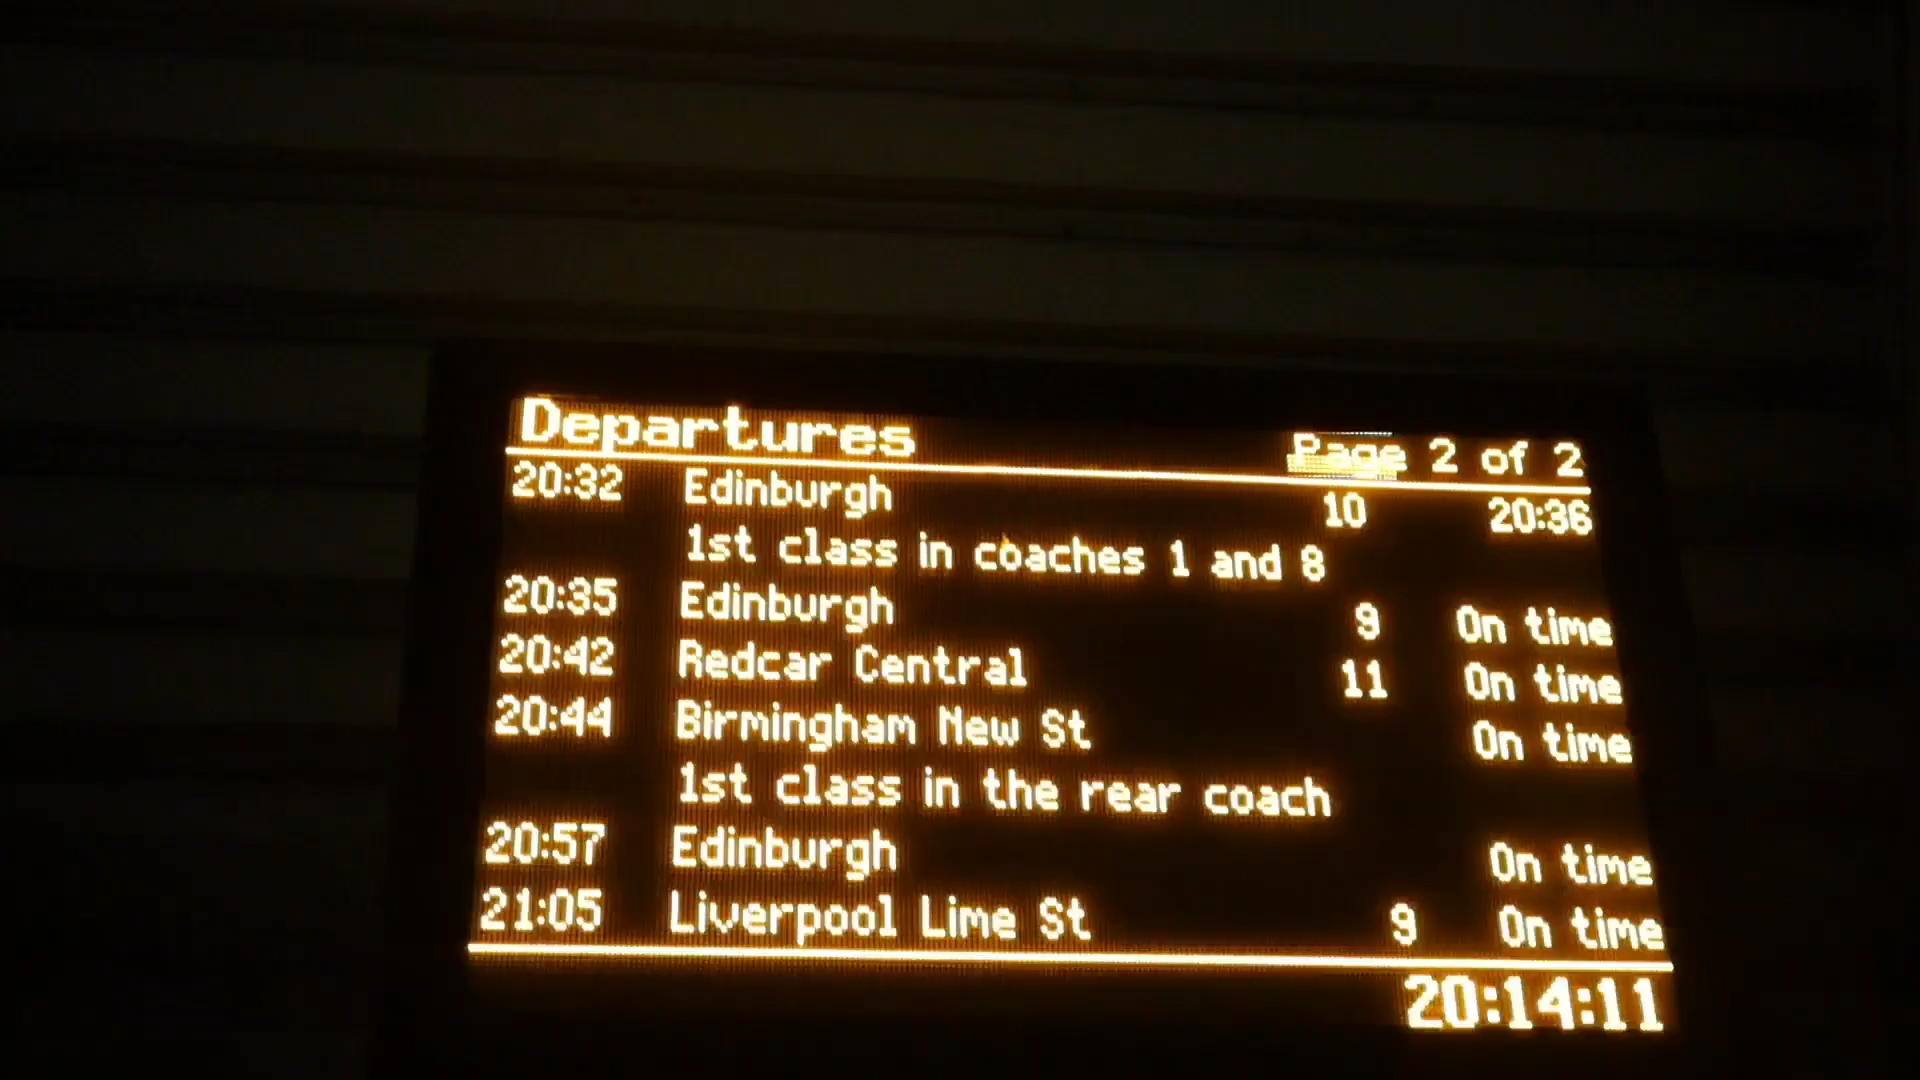 Departures Page 2 of 2
20:32 Edinburgh 10 20:36
1st class in coaches 1 and 8
20:35 Edinburgh 9 On time
20:42 Redcar Central 11 On time
20:44 Birmingham New St On time
1st class in the rear coach
20:57 Edinburgh On time
21:05 Liverpool Lime St 9 On time
20:14:11